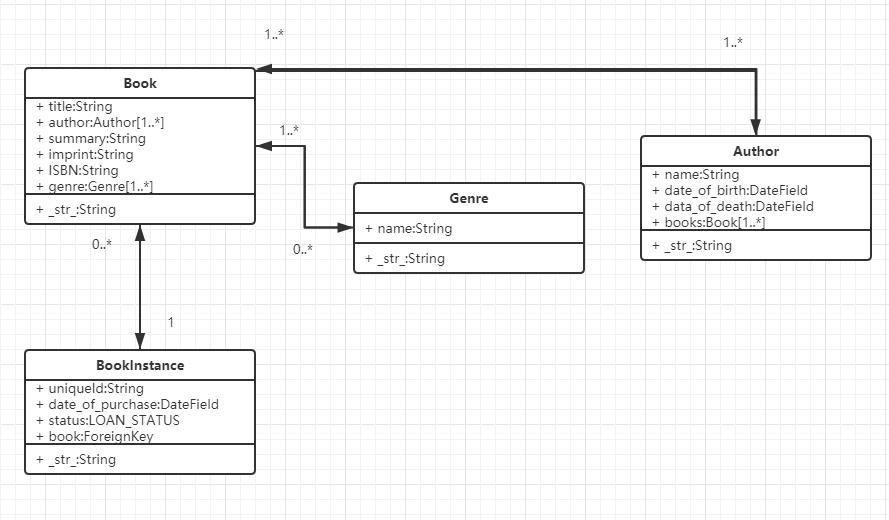 1..*
1..*
Book
+ title:String
+ author:Author[1..*]
+ summary:String
+ imprint:String
+ ISBN:String
+ genre:Genre[1..*]
+ _str_:String
1..*
Author
+ name:String
+ date_of_birth:DateField
+ data_of_death:DateField
+ books:Book[1..*]
+ _str_:String
Genre
+ name:String
+ _str_:String
0..*
0..*
1
BookInstance
+ uniqueId:String
+ date_of_purchase:DateField
+ status:LOAN_STATUS
+ book:ForeignKey
+ _str_:String